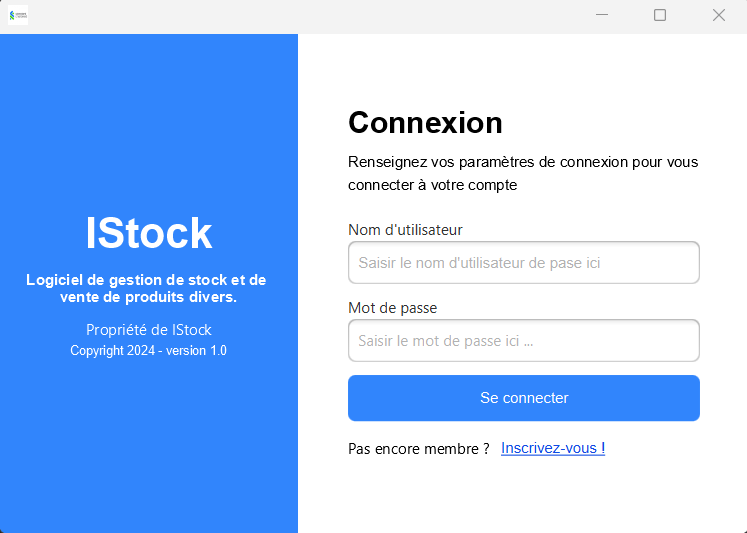 IStock
Logiciel de gestion de stock et de
vente de produits divers.
Propriété de IStock
Copyright 2024 - version 1.0
Connexion
Renseignez vos paramètres de connexion pour vous
connecter à votre compte
Nom d'utilisateur
Saisir le nom d'utilisateur de pase ici
Mot de passe
Saisir le mot de passe ici ...
Se connecter
Pas encore membre ? Inscrivez-vous !